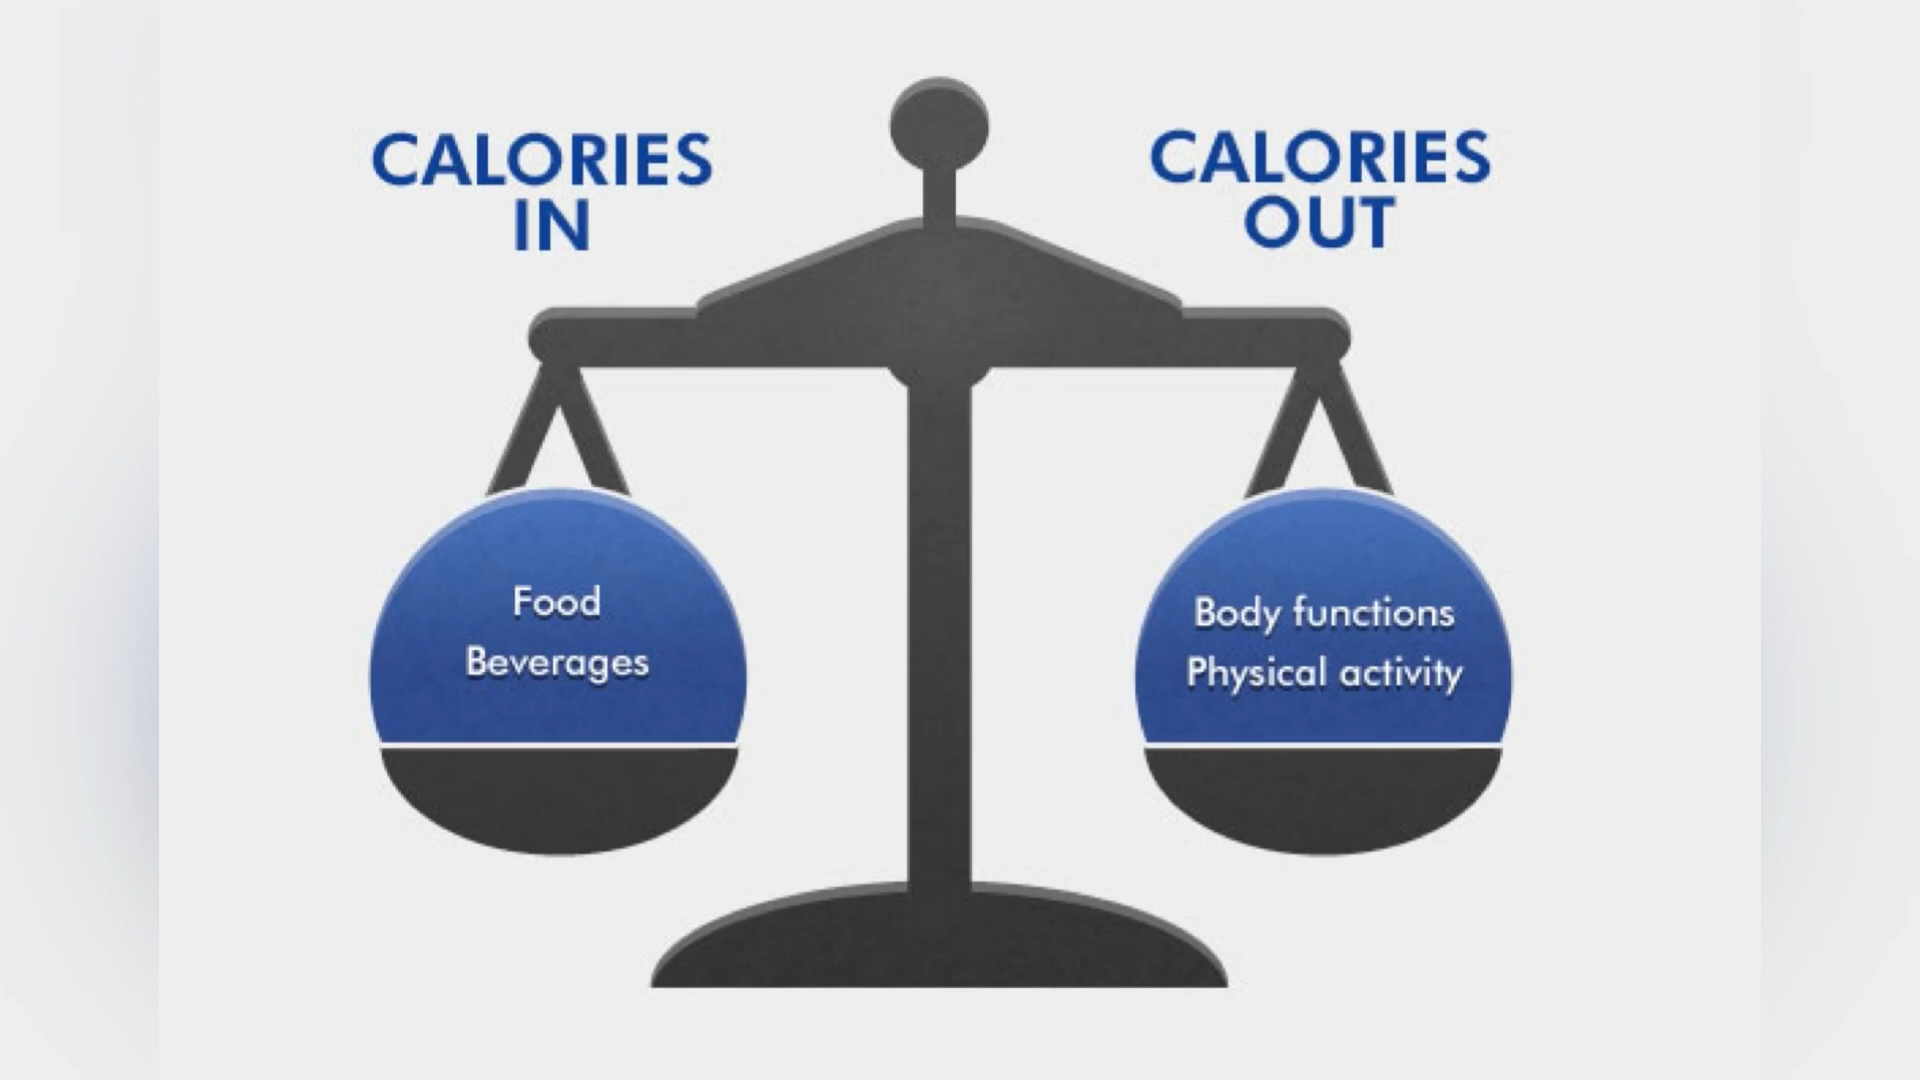 CALORIES
IN
CALORIES
OUT
Food
Beverages
Body functions
Physical activity